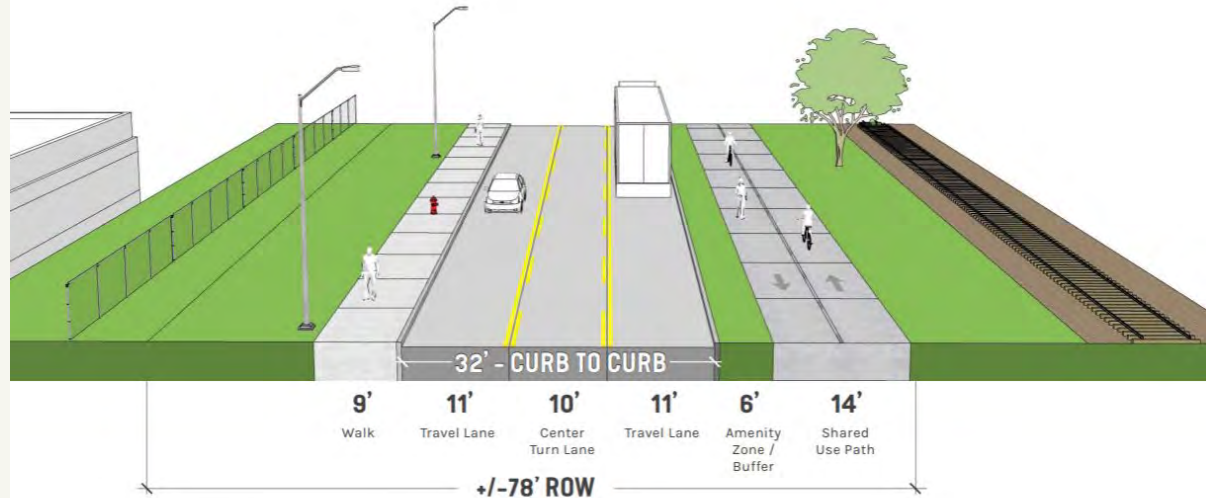 32' - CURB TO CURB
9'
Walk
11'
Travel Lane
10'
Center
Turn Lane
11'
Travel Lane
6'
Amenity
Zone /
Buffer
14'
Shared
Use Path
+/-78' ROW